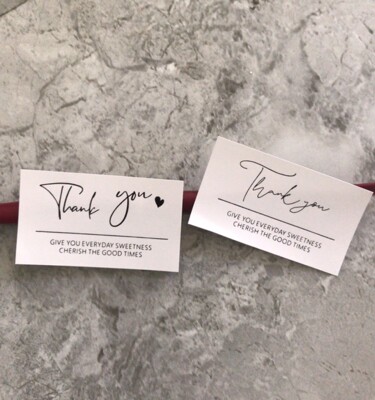 Thank you
GIVE YOU EVERYDAY SWEETNESS
CHERISH THE GOOD TIMES
Thank you
GIVE YOU EVERYDAY SWEETNESS
CHERISH THE GOOD TIMES